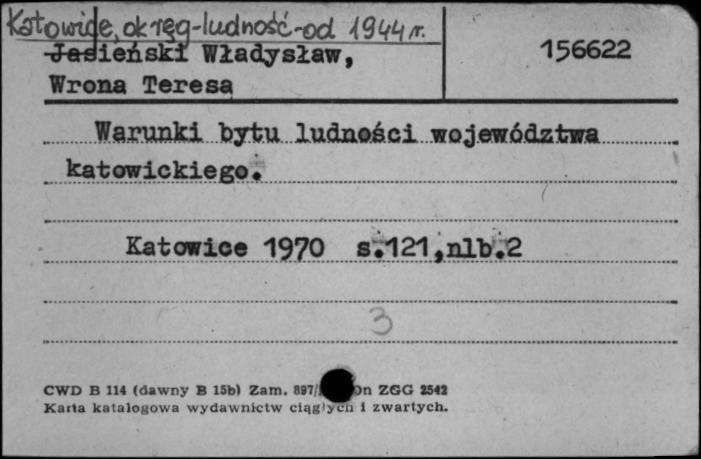 Katowice, okręg-ludność-od 1944 r.
Jasieński Władysław,
156622
Wrona Teresa
Warunki bytu ludności województwa
katowickiego.
Katowice 1970 s.121,nlb.2
3
CWD B 114 (dawny B 15b) Zam. 897/ ZGG 2542
Karta katalogowa wydawnictw ciągłych i zwartych.